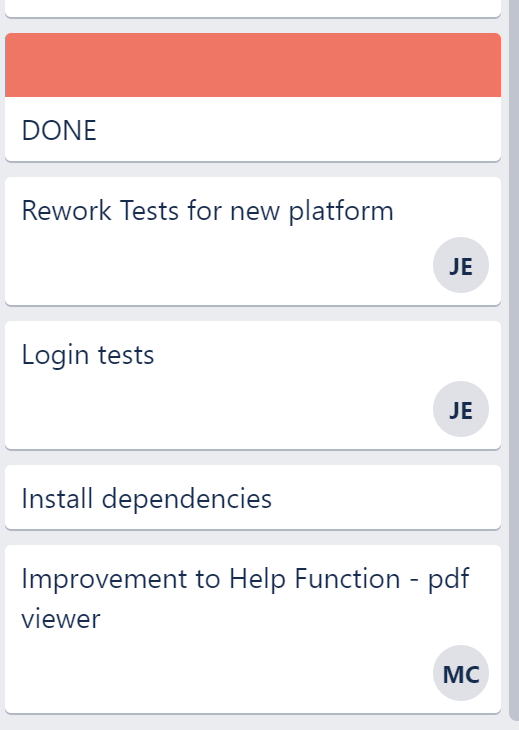 DONE
Rework Tests for new platform
JE
Login tests
JE
Install dependencies
Improvement to Help Function - pdf
viewer
MC